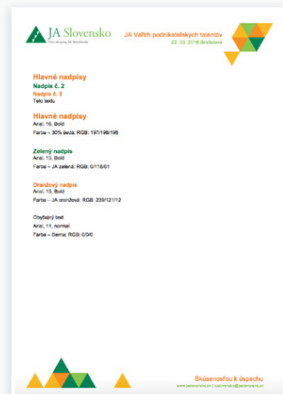 JA Slovensko
JA Veľtrh podnikateľských talentov
Hlavné nadpisy
Nadpis č. 2
Nadpis č. 3
Telo textu
Hlavné nadpisy
Arial, 16, Bold
Farba – 30% šedá: RGB: 197/198/198
Zelený nadpis
Arial, 13, Bold
Farba – JA zelená: RGB: 0/116/61
Oranžový nadpis
Arial, 13, Bold
Farba – JA oranžová: RGB: 239/121/12
Obyčajný text
Arial, 11, normal
Farba – čierna: RGB: 0/0/0
Skúsenosťou k úspechu